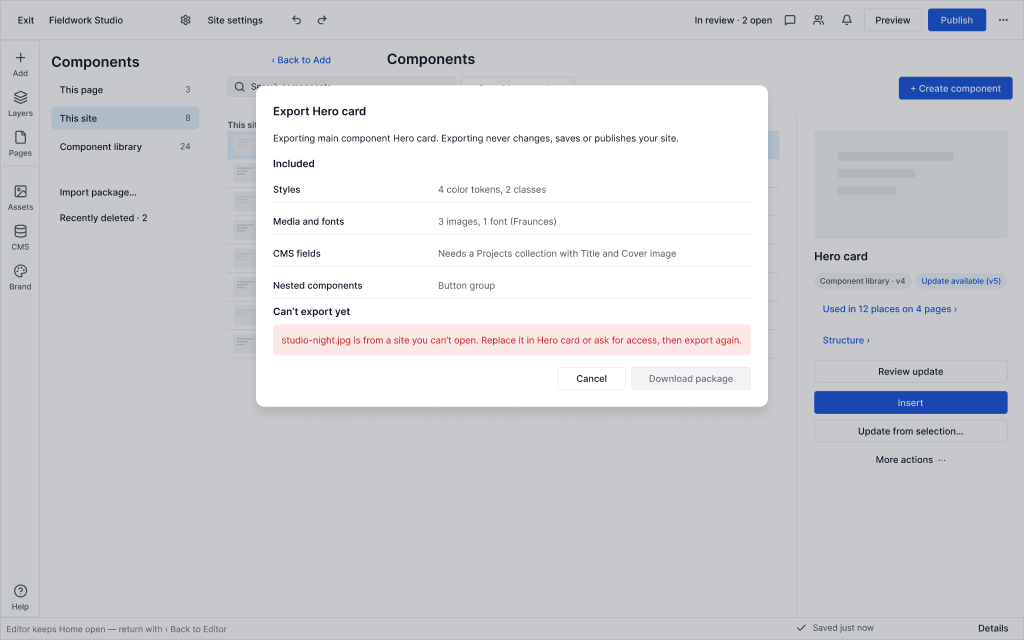 Exit
Fieldwork Studio
Site settings
In review · 2 open
Preview
Publish
Add
Layers
Pages
Assets
CMS
Brand
Help
Components
‹ Back to Add
This page 3
This site 8
Component library 24
Import package...
Recently deleted · 2
Components
+ Create component
Export Hero card
Exporting main component Hero card. Exporting never changes, saves or publishes your site.
Included
Styles 4 color tokens, 2 classes
Media and fonts 3 images, 1 font (Fraunces)
CMS fields Needs a Projects collection with Title and Cover image
Nested components Button group
Can't export yet
studio-night.jpg is from a site you can't open. Replace it in Hero card or ask for access, then export again.
Cancel
Download package
Hero card
Component library · v4
Update available (v5)
Used in 12 places on 4 pages ›
Structure ›
Review update
Insert
Update from selection...
More actions ···
Editor keeps Home open — return with ‹ Back to Editor
Saved just now
Details